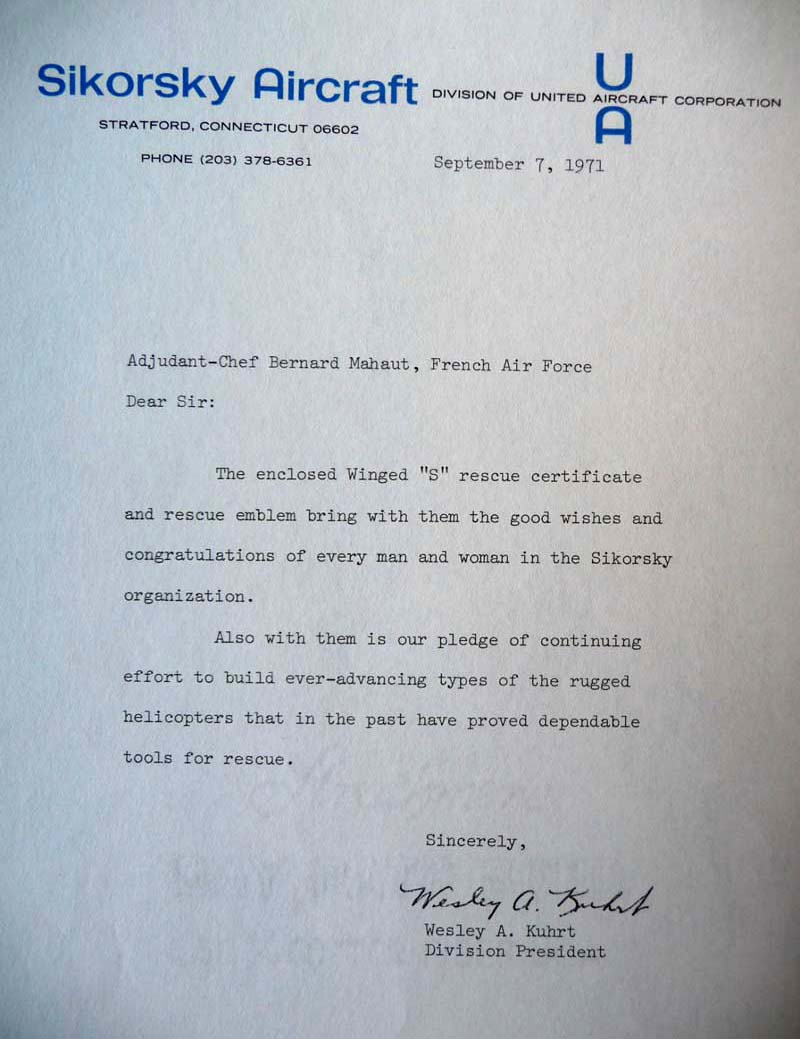 Sikorsky Aircraft DIVISION OF UNITED AIRCRAFT CORPORATION
U
A
STRATFORD, CONNECTICUT 06602
PHONE (203) 378-6361
September 7, 1971
Adjudant-Chef Bernard Mahaut, French Air Force
Dear Sir:
The enclosed Winged "S" rescue certificate
and rescue emblem bring with them the good wishes and
congratulations of every man and woman in the Sikorsky
organization.
Also with them is our pledge of continuing
effort to build ever-advancing types of the rugged
helicopters that in the past have proved dependable
tools for rescue.
Sincerely,
Wesley A. Kuhrt
Wesley A. Kuhrt
Division President